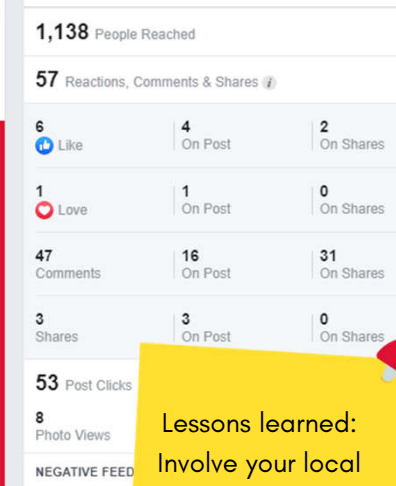 1,138 People Reached
57 Reactions, Comments & Shares i
6 4 2
Like On Post On Shares
1 1 0
Love On Post On Shares
47 16 31
Comments On Post On Shares
3 3 0
Shares On Post On Shares
53 Post Clicks
8
Photo Views
NEGATIVE FEED
Lessons learned:
Involve your local